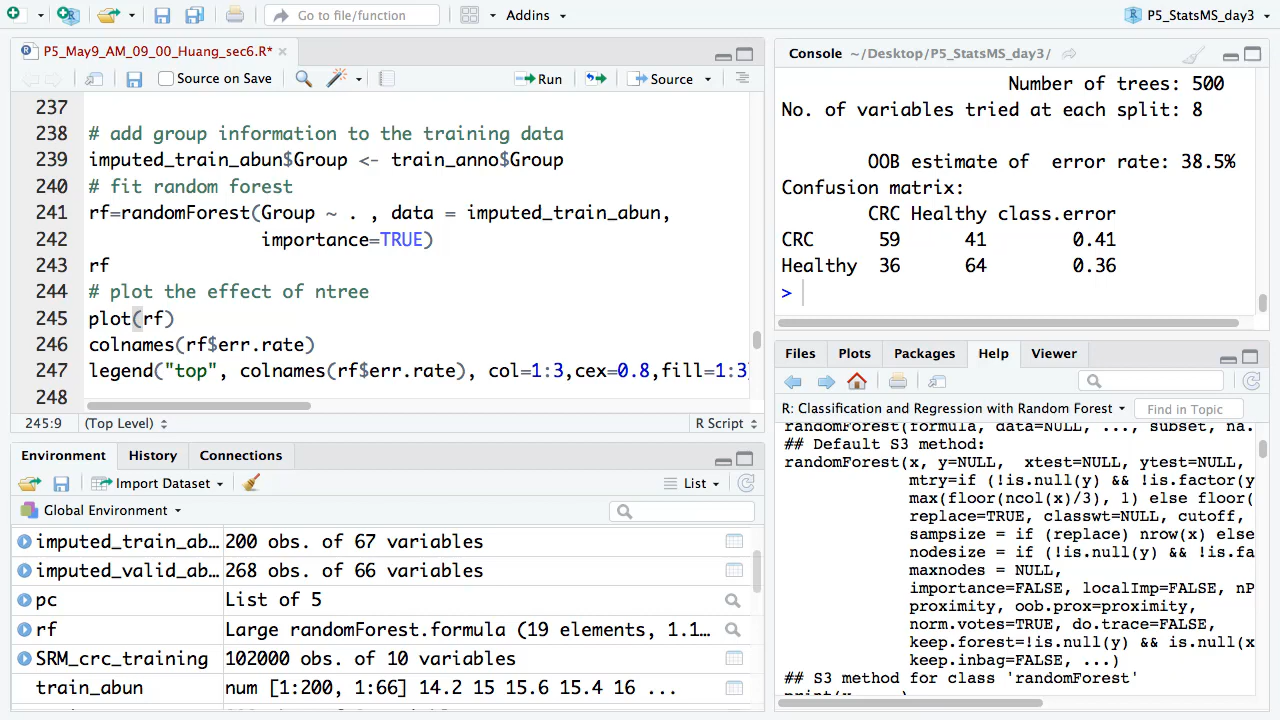 Go to file/function
Addins
P5_StatsMS_day3
P5_May9_AM_09_00_Huang_sec6.R*
Source on Save
Run
Source
237
238 # add group information to the training data
239 imputed_train_abun$Group <- train_anno$Group
240 # fit random forest
241 rf=randomForest(Group ~ . , data = imputed_train_abun,
242 importance=TRUE)
243 rf
244 # plot the effect of ntree
245 plot(rf)
246 colnames(rf$err.rate)
247 legend("top", colnames(rf$err.rate), col=1:3,cex=0.8,fill=1:3
248
245:9 (Top Level) R Script
Environment History Connections
Import Dataset List
Global Environment
imputed_train_ab… 200 obs. of 67 variables
imputed_valid_ab… 268 obs. of 66 variables
pc List of 5
rf Large randomForest.formula (19 elements, 1.1…
SRM_crc_training 102000 obs. of 10 variables
train_abun num [1:200, 1:66] 14.2 15 15.6 15.4 16 ...
Console ~/Desktop/P5_StatsMS_day3/
Number of trees: 500
No. of variables tried at each split: 8
OOB estimate of  error rate: 38.5%
Confusion matrix:
CRC Healthy class.error
CRC 59 41 0.41
Healthy 36 64 0.36
>
Files Plots Packages Help Viewer
R: Classification and Regression with Random Forest Find in Topic
randomForest(formula, data=NULL, ..., subset, na.
## Default S3 method:
randomForest(x, y=NULL,  xtest=NULL, ytest=NULL,
mtry=if (!is.null(y) && !is.factor(y
max(floor(ncol(x)/3), 1) else floor(
replace=TRUE, classwt=NULL, cutoff,
sampsize = if (replace) nrow(x) else
nodesize = if (!is.null(y) && !is.fa
maxnodes = NULL,
importance=FALSE, localImp=FALSE, nP
proximity, oob.prox=proximity,
norm.votes=TRUE, do.trace=FALSE,
keep.forest=!is.null(y) && is.null(x
keep.inbag=FALSE, ...)
## S3 method for class 'randomForest'